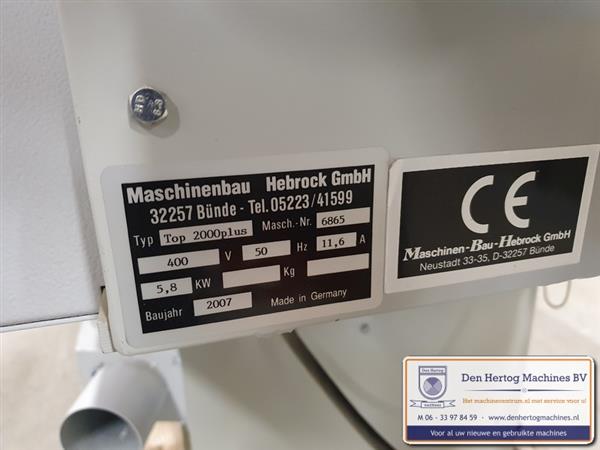 HD
8.8
Maschinenbau Hebrock GmbH
32257 Bünde - Tel. 05223/41599
Typ Top 2000plus Masch.-Nr. 6865
400 V 50 Hz 11,6 A
5,8 KW Kg
Baujahr 2007 Made in Germany
CE
Maschinen-Bau-Hebrock GmbH
Neustadt 33-35, D-32257 Bünde
Den Hertog Machines BV
Het machinecentrum.nl met service voor u!
M 06 - 33 97 84 59 - www.denhertogmachines.nl
Voor al uw nieuwe en gebruikte machines